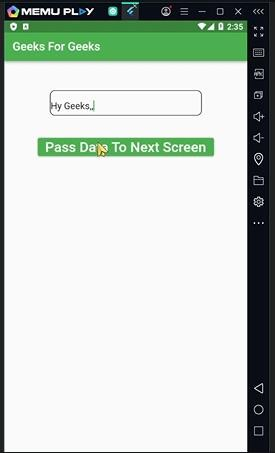 MEMU PLAY
2:35
Geeks For Geeks
Hy Geeks,,
Pass Data To Next Screen